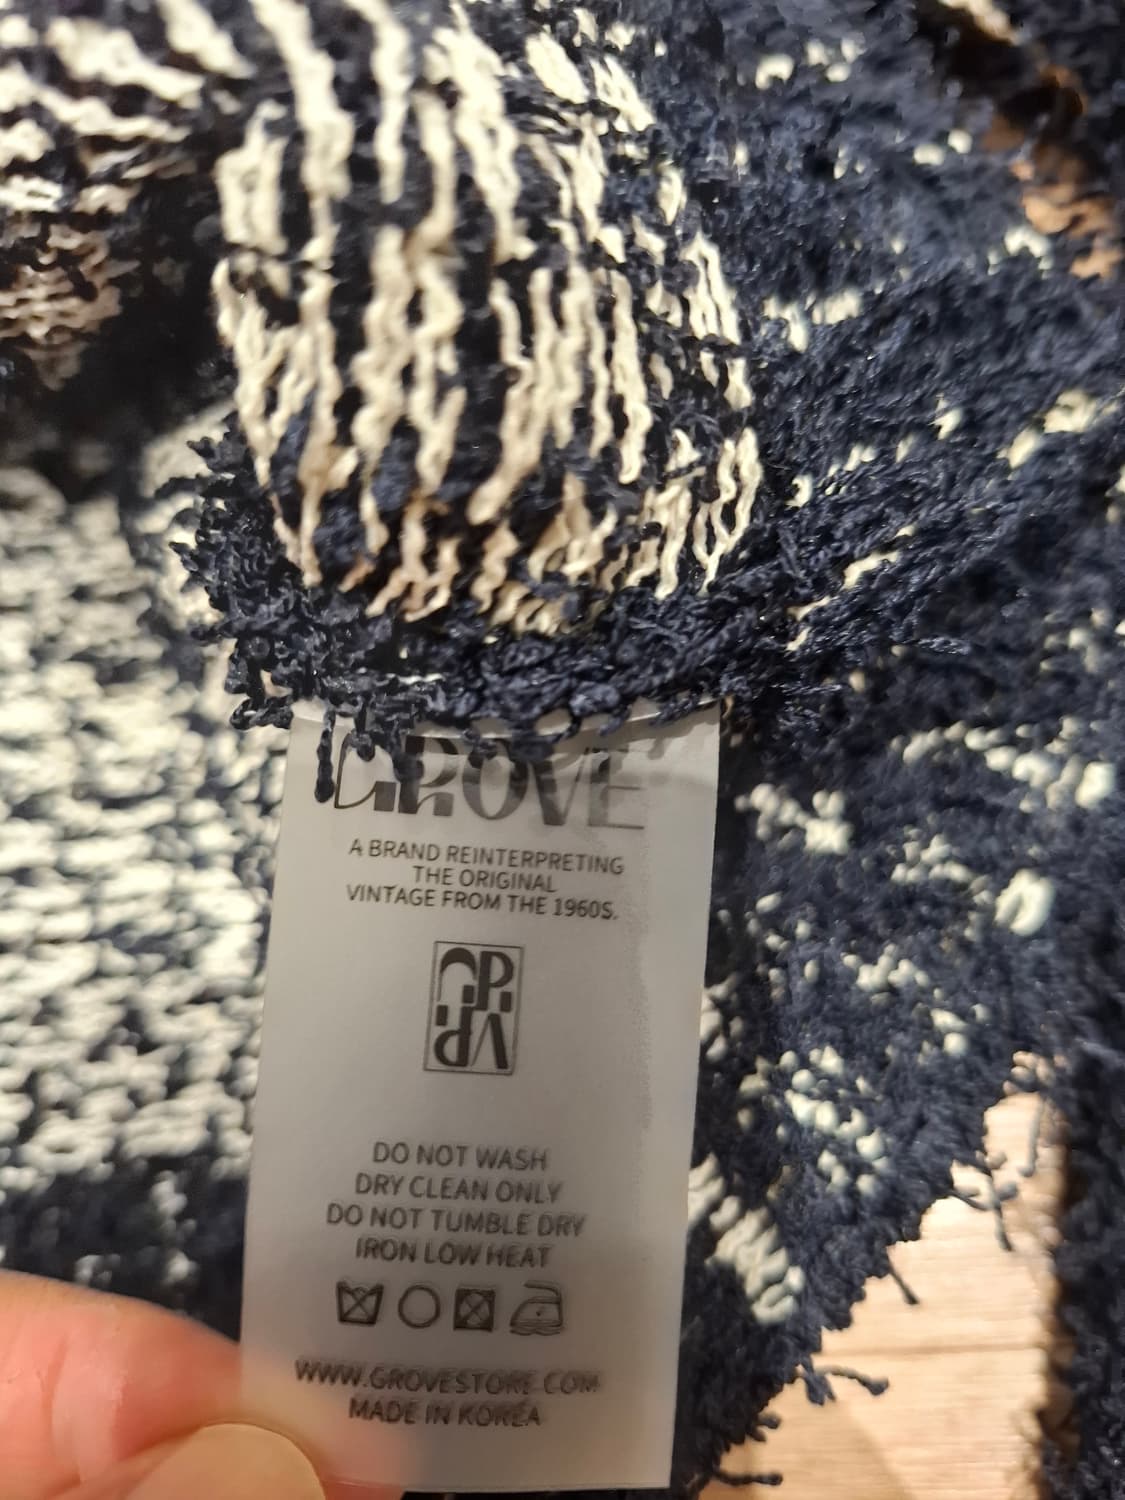 GROVE
A BRAND REINTERPRETING
THE ORIGINAL
VINTAGE FROM THE 1960S.
DO NOT WASH
DRY CLEAN ONLY
DO NOT TUMBLE DRY
IRON LOW HEAT
WWW.GROVESTORE.COM
MADE IN KOREA